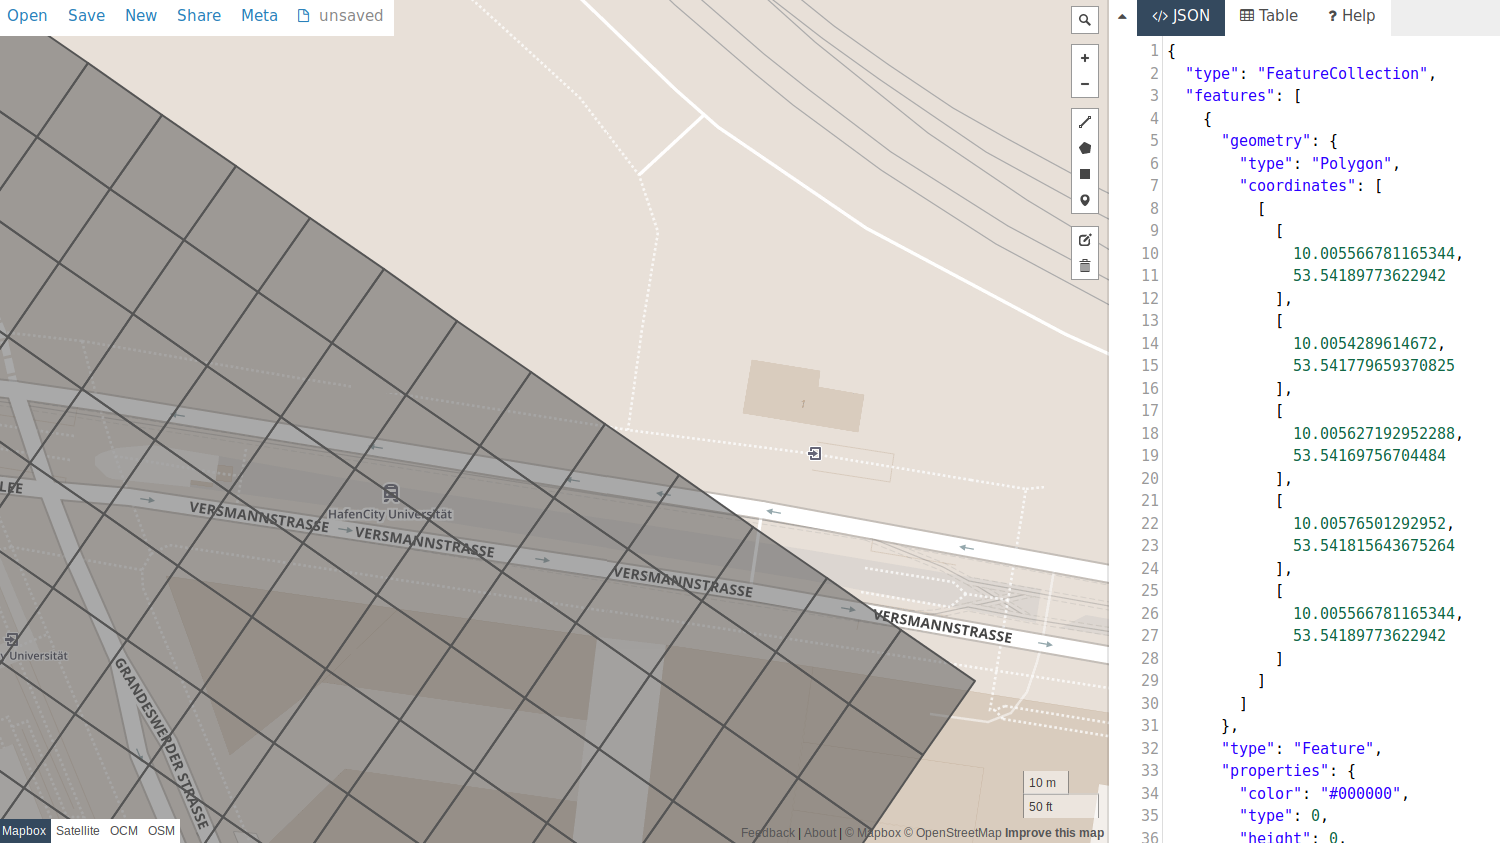 Open Save New Share Meta unsaved
</> JSON Table ? Help
1 {
2 "type": "FeatureCollection",
3 "features": [
4 {
5 "geometry": {
6 "type": "Polygon",
7 "coordinates": [
8 [
9 [
10 10.005566781165344,
11 53.54189773622942
12 ],
13 [
14 10.0054289614672,
15 53.541779659370825
16 ],
17 [
18 10.005627192952288,
19 53.54169756704484
20 ],
21 [
22 10.00576501292952,
23 53.541815643675264
24 ],
25 [
26 10.005566781165344,
27 53.54189773622942
28 ]
29 ]
30 ]
31 },
32 "type": "Feature",
33 "properties": {
34 "color": "#000000",
35 "type": 0,
36 "height": 0,
1
LEE
HafenCity Universität
VERSMANNSTRASSE
VERSMANNSTRASSE
VERSMANNSTRASSE
VERSMANNSTRASSE
y Universität
GRANDESWERDER STRASSE
10 m
50 ft
Mapbox Satellite OCM OSM
Feedback | About | © Mapbox © OpenStreetMap Improve this map